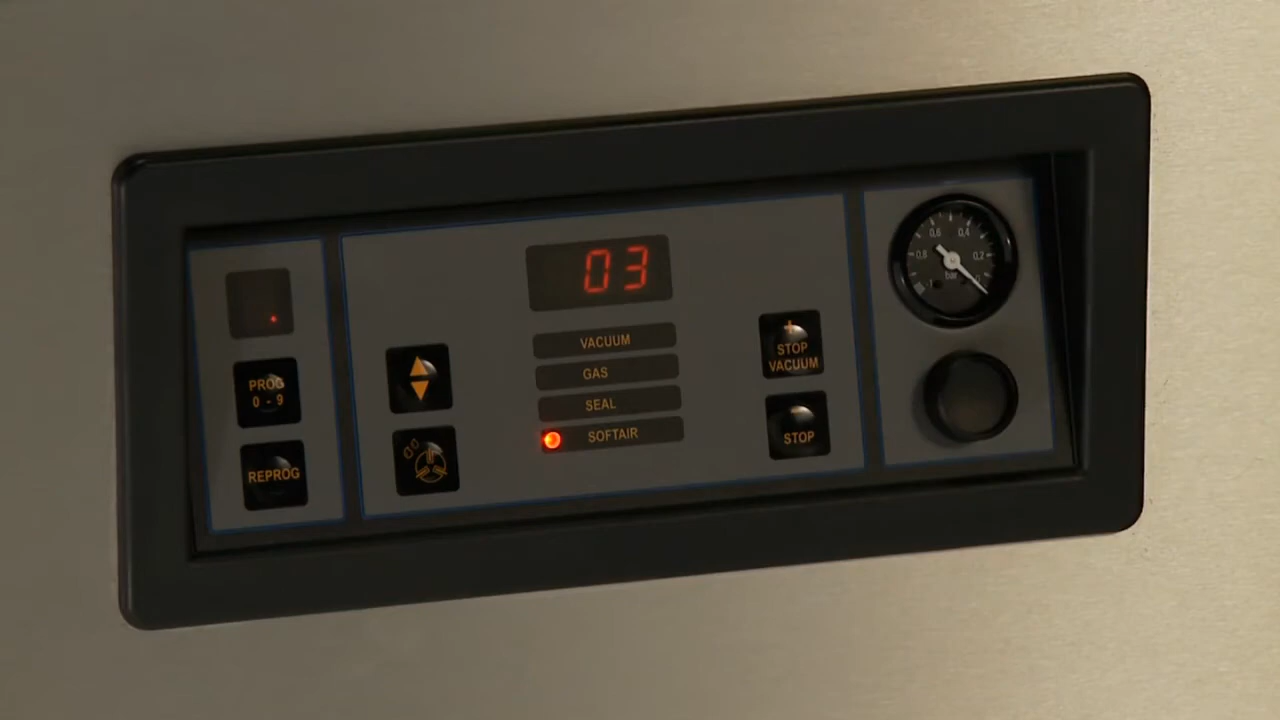 PROG
0 - 9
REPROG
03
VACUUM
GAS
SEAL
SOFTAIR
+
STOP
VACUUM
STOP
0,6 0,4
0,8 0,2
bar